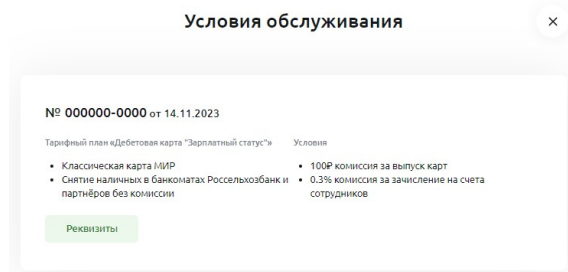 Условия обслуживания
№ 000000-0000 от 14.11.2023
Тарифный план «Дебетовая карта "Зарплатный статус"»
• Классическая карта МИР
• Снятие наличных в банкоматах Россельхозбанк и
партнёров без комиссии
Условия
• 100₽ комиссия за выпуск карт
• 0.3% комиссия за зачисление на счета
сотрудников
Реквизиты